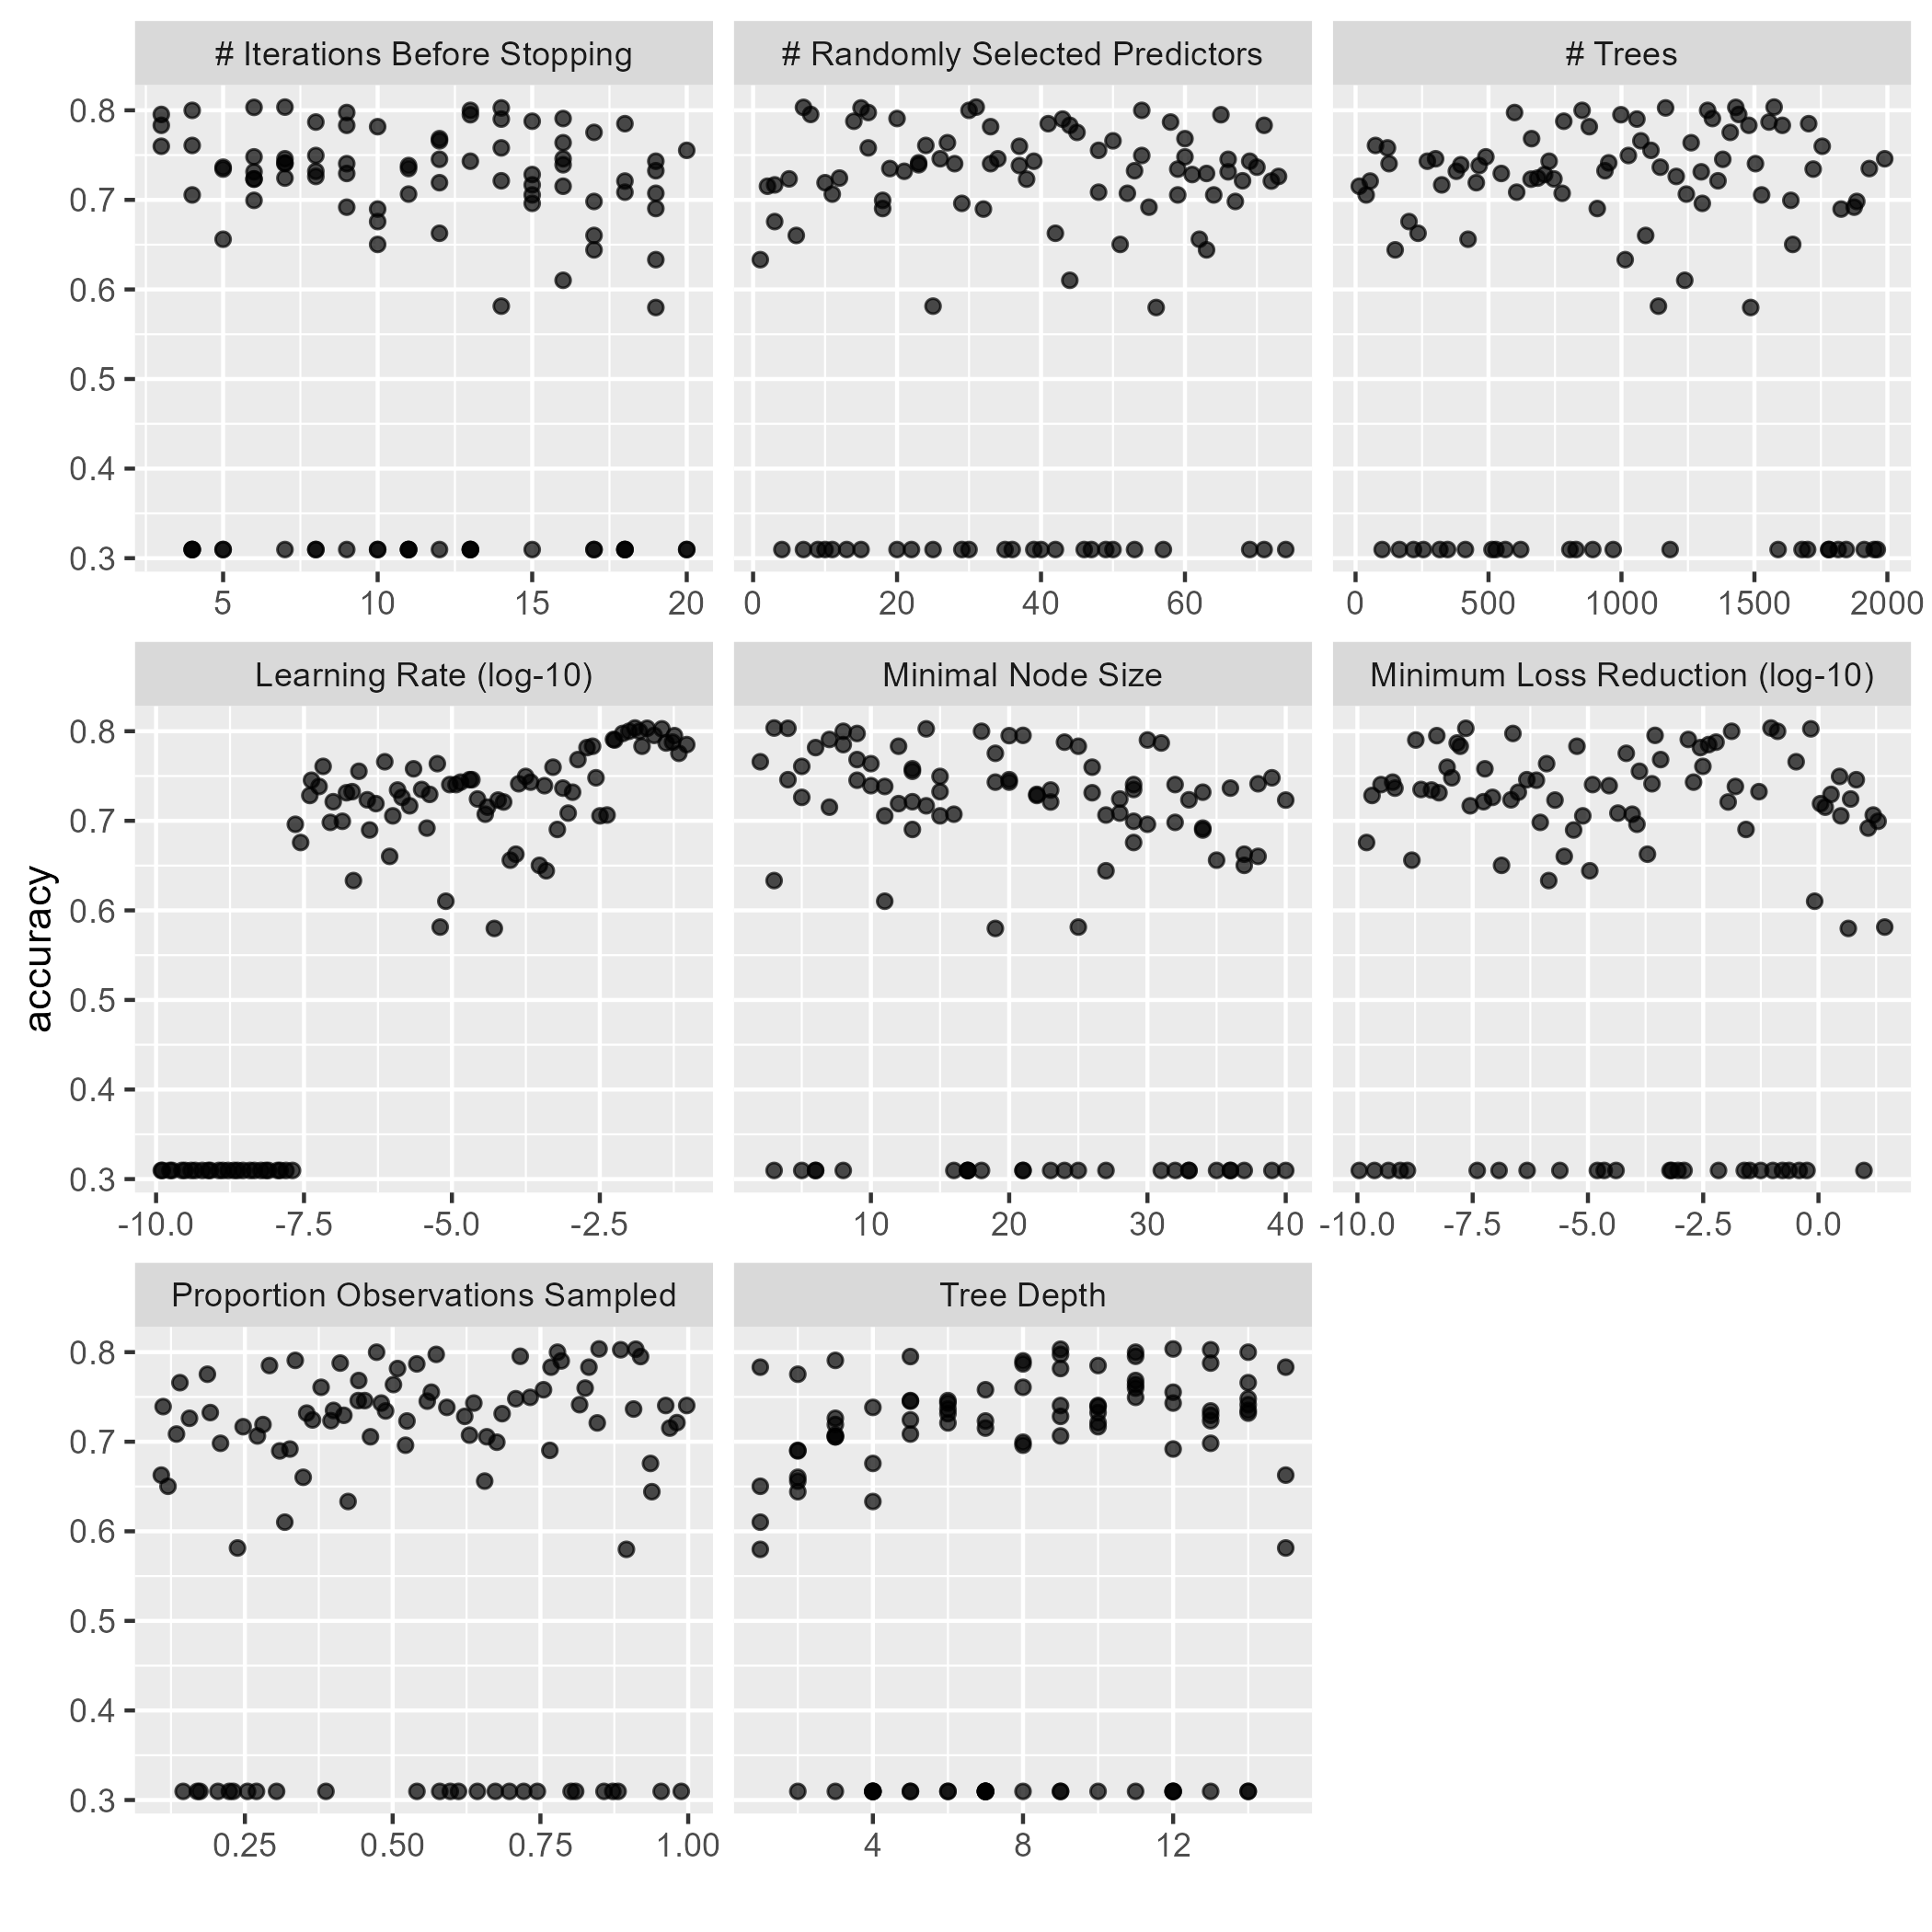 # Iterations Before Stopping # Randomly Selected Predictors # Trees
0.8
0.7
0.6
0.5
0.4
0.3
5 10 15 20 0 20 40 60 0 500 1000 1500 2000
Learning Rate (log-10) Minimal Node Size Minimum Loss Reduction (log-10)
0.8
0.7
0.6
0.5
0.4
0.3
accuracy
-10.0 -7.5 -5.0 -2.5 10 20 30 40 -10.0 -7.5 -5.0 -2.5 0.0
Proportion Observations Sampled Tree Depth
0.8
0.7
0.6
0.5
0.4
0.3
0.25 0.50 0.75 1.00 4 8 12